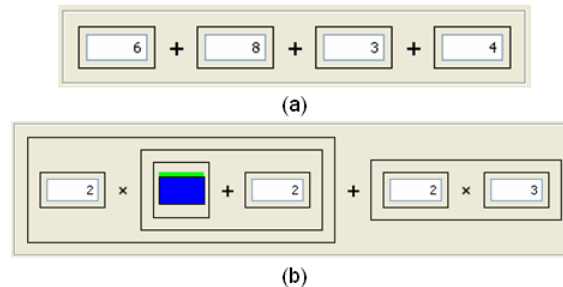 6 + 8 + 3 + 4
(a)
2 × + 2 + 2 × 3
(b)